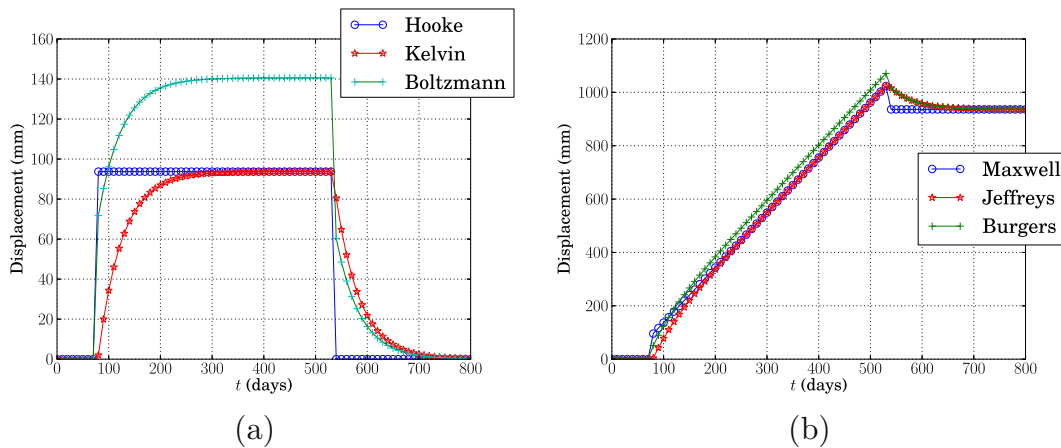 Hooke
Kelvin
Boltzmann
160
140
120
100
80
60
40
20
0
Displacement (mm)
0 100 200 300 400 500 600 700 800
t (days)
(a)
1200
1000
800
600
400
200
0
Displacement (mm)
Maxwell
Jeffreys
Burgers
0 100 200 300 400 500 600 700 800
t (days)
(b)